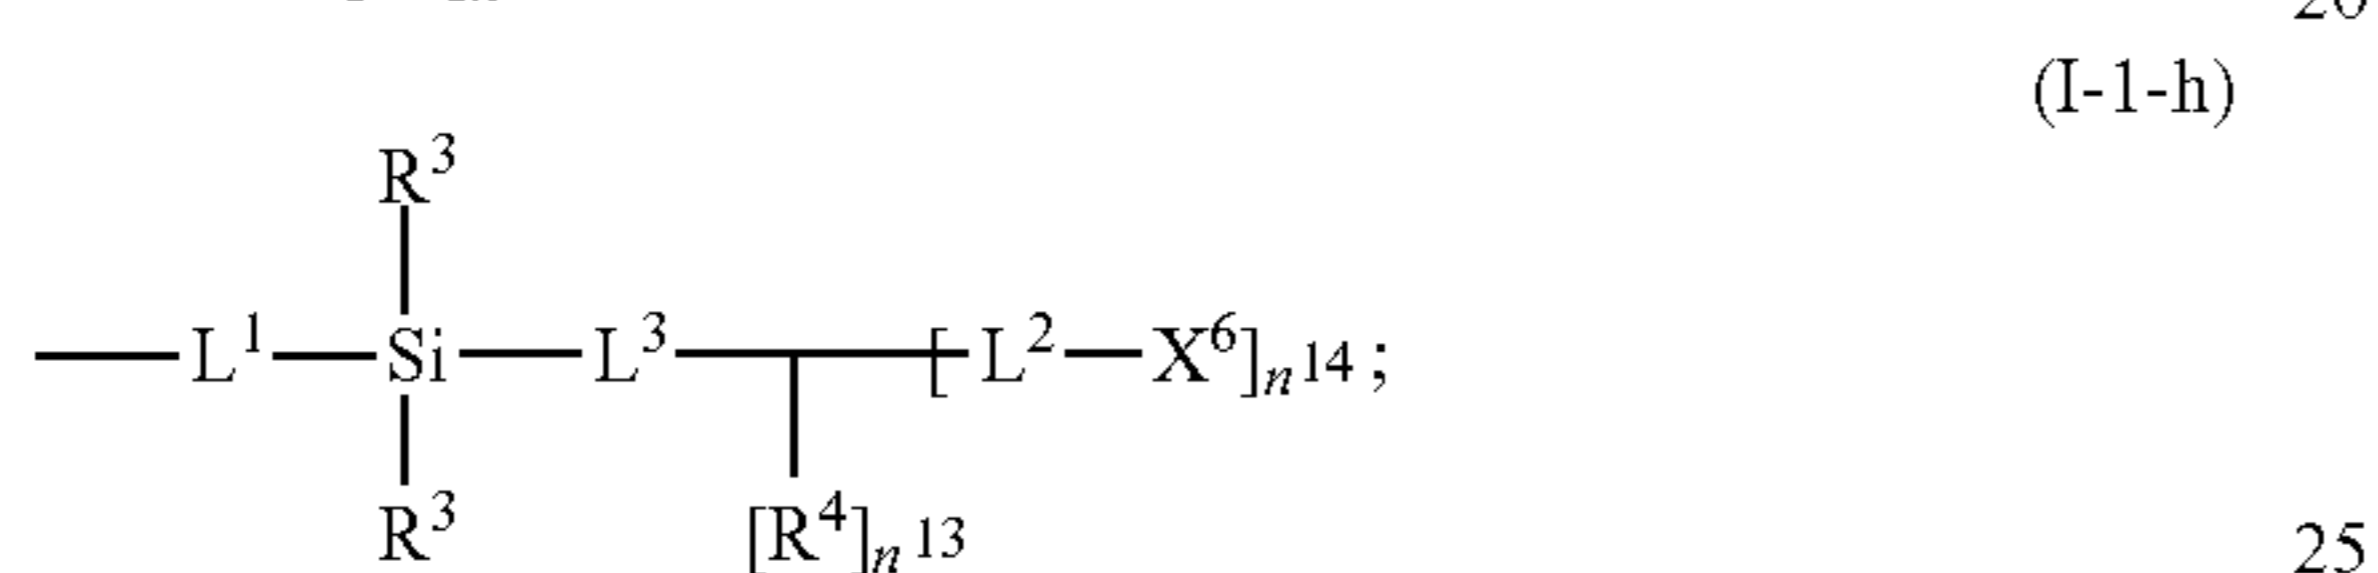 (I-1-h)
R³
L¹—Si—L³—[L²—X⁶]n14;
R³ [R⁴]n13
25